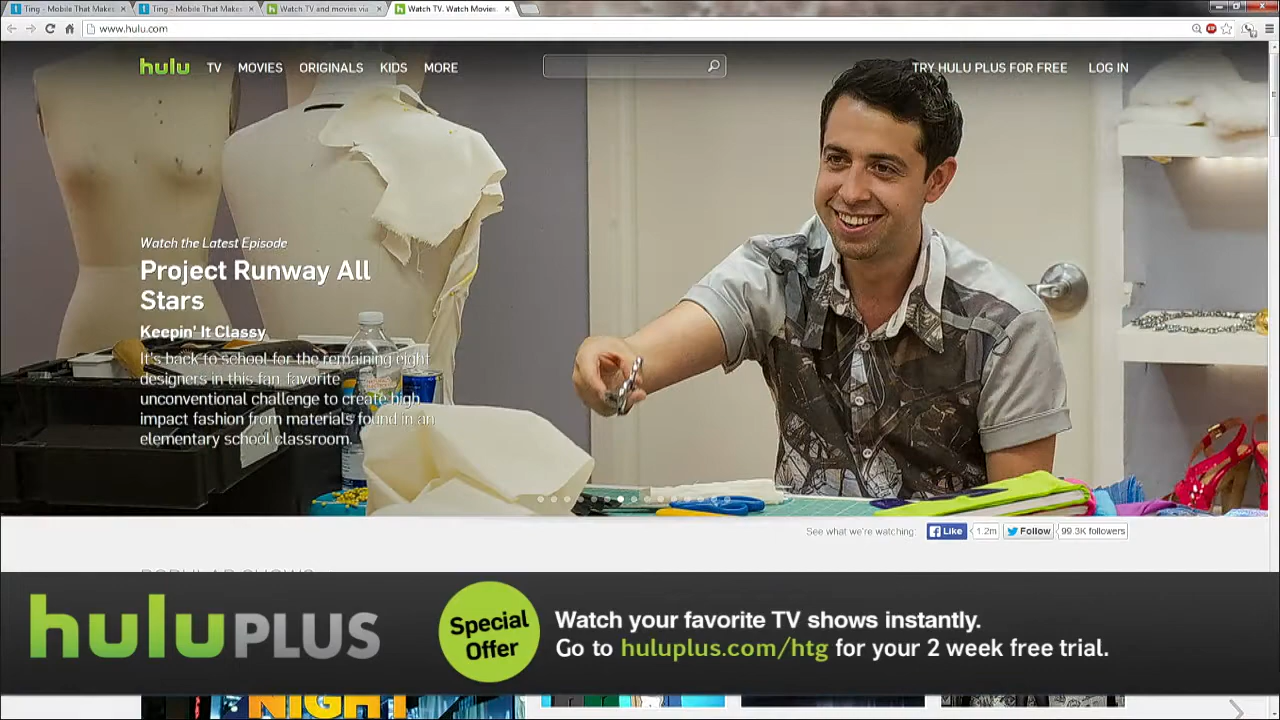 Ting - Mobile That Makes
Ting - Mobile That Makes
Watch TV and movies via
Watch TV. Watch Movies.
www.hulu.com
hulu TV MOVIES ORIGINALS KIDS MORE
TRY HULU PLUS FOR FREE LOG IN
Watch the Latest Episode
Project Runway All
Stars
Keepin' It Classy
It's back to school for the remaining eight
designers in this fan favorite
unconventional challenge to create high
impact fashion from materials found in an
elementary school classroom.
See what we're watching: Like 1.2m Follow 99.3K followers
POPULAR SHOWS
huluPLUS
Special
Offer
Watch your favorite TV shows instantly.
Go to huluplus.com/htg for your 2 week free trial.
NIGHT